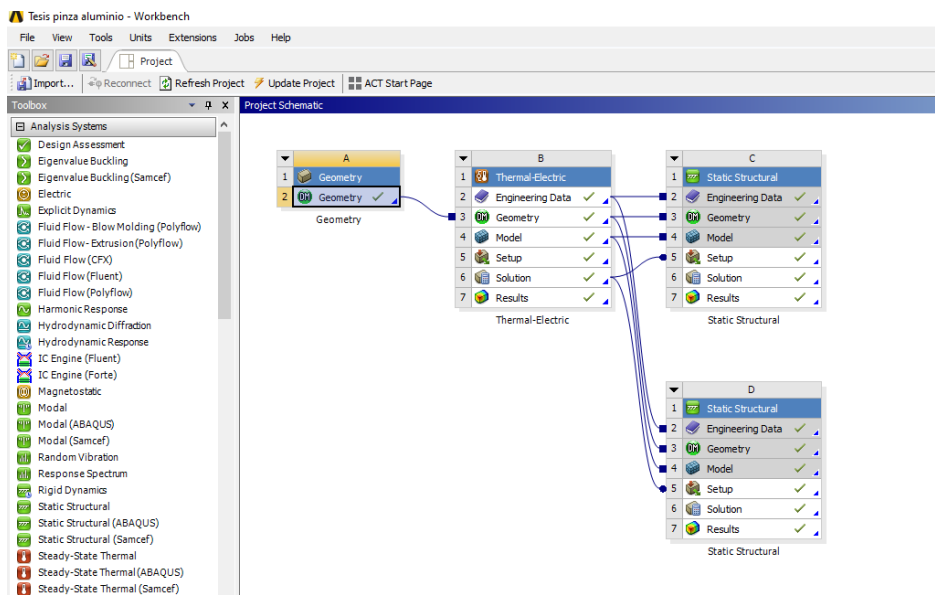 Tesis pinza aluminio - Workbench
File View Tools Units Extensions Jobs Help
Project
Import... Reconnect Refresh Project Update Project ACT Start Page
Toolbox
Project Schematic
Analysis Systems
Design Assessment
Eigenvalue Buckling
Eigenvalue Buckling (Samcef)
Electric
Explicit Dynamics
Fluid Flow - Blow Molding (Polyflow)
Fluid Flow - Extrusion (Polyflow)
Fluid Flow (CFX)
Fluid Flow (Fluent)
Fluid Flow (Polyflow)
Harmonic Response
Hydrodynamic Diffraction
Hydrodynamic Response
IC Engine (Fluent)
IC Engine (Forte)
Magnetostatic
Modal
Modal (ABAQUS)
Modal (Samcef)
Random Vibration
Response Spectrum
Rigid Dynamics
Static Structural
Static Structural (ABAQUS)
Static Structural (Samcef)
Steady-State Thermal
Steady-State Thermal (ABAQUS)
Steady-State Thermal (Samcef)
A
1 Geometry
2 DM Geometry
Geometry
B
1 Thermal-Electric
2 Engineering Data
3 DM Geometry
4 Model
5 Setup
6 Solution
7 Results
Thermal-Electric
C
1 Static Structural
2 Engineering Data
3 DM Geometry
4 Model
5 Setup
6 Solution
7 Results
Static Structural
D
1 Static Structural
2 Engineering Data
3 DM Geometry
4 Model
5 Setup
6 Solution
7 Results
Static Structural